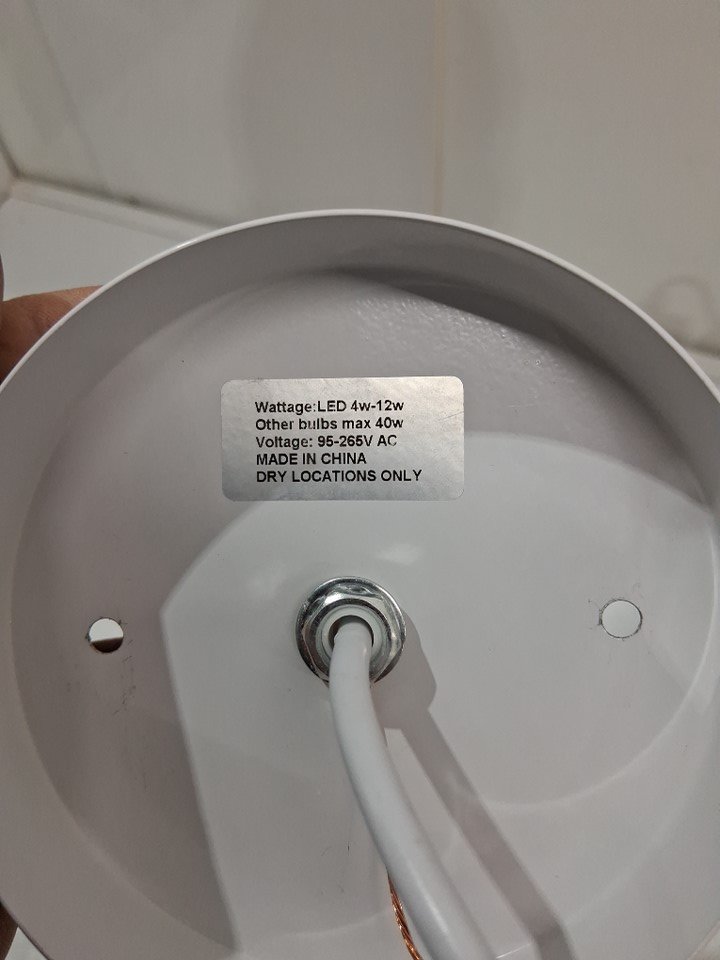 Wattage:LED 4w-12w
Other bulbs max 40w
Voltage: 95-265V AC
MADE IN CHINA
DRY LOCATIONS ONLY